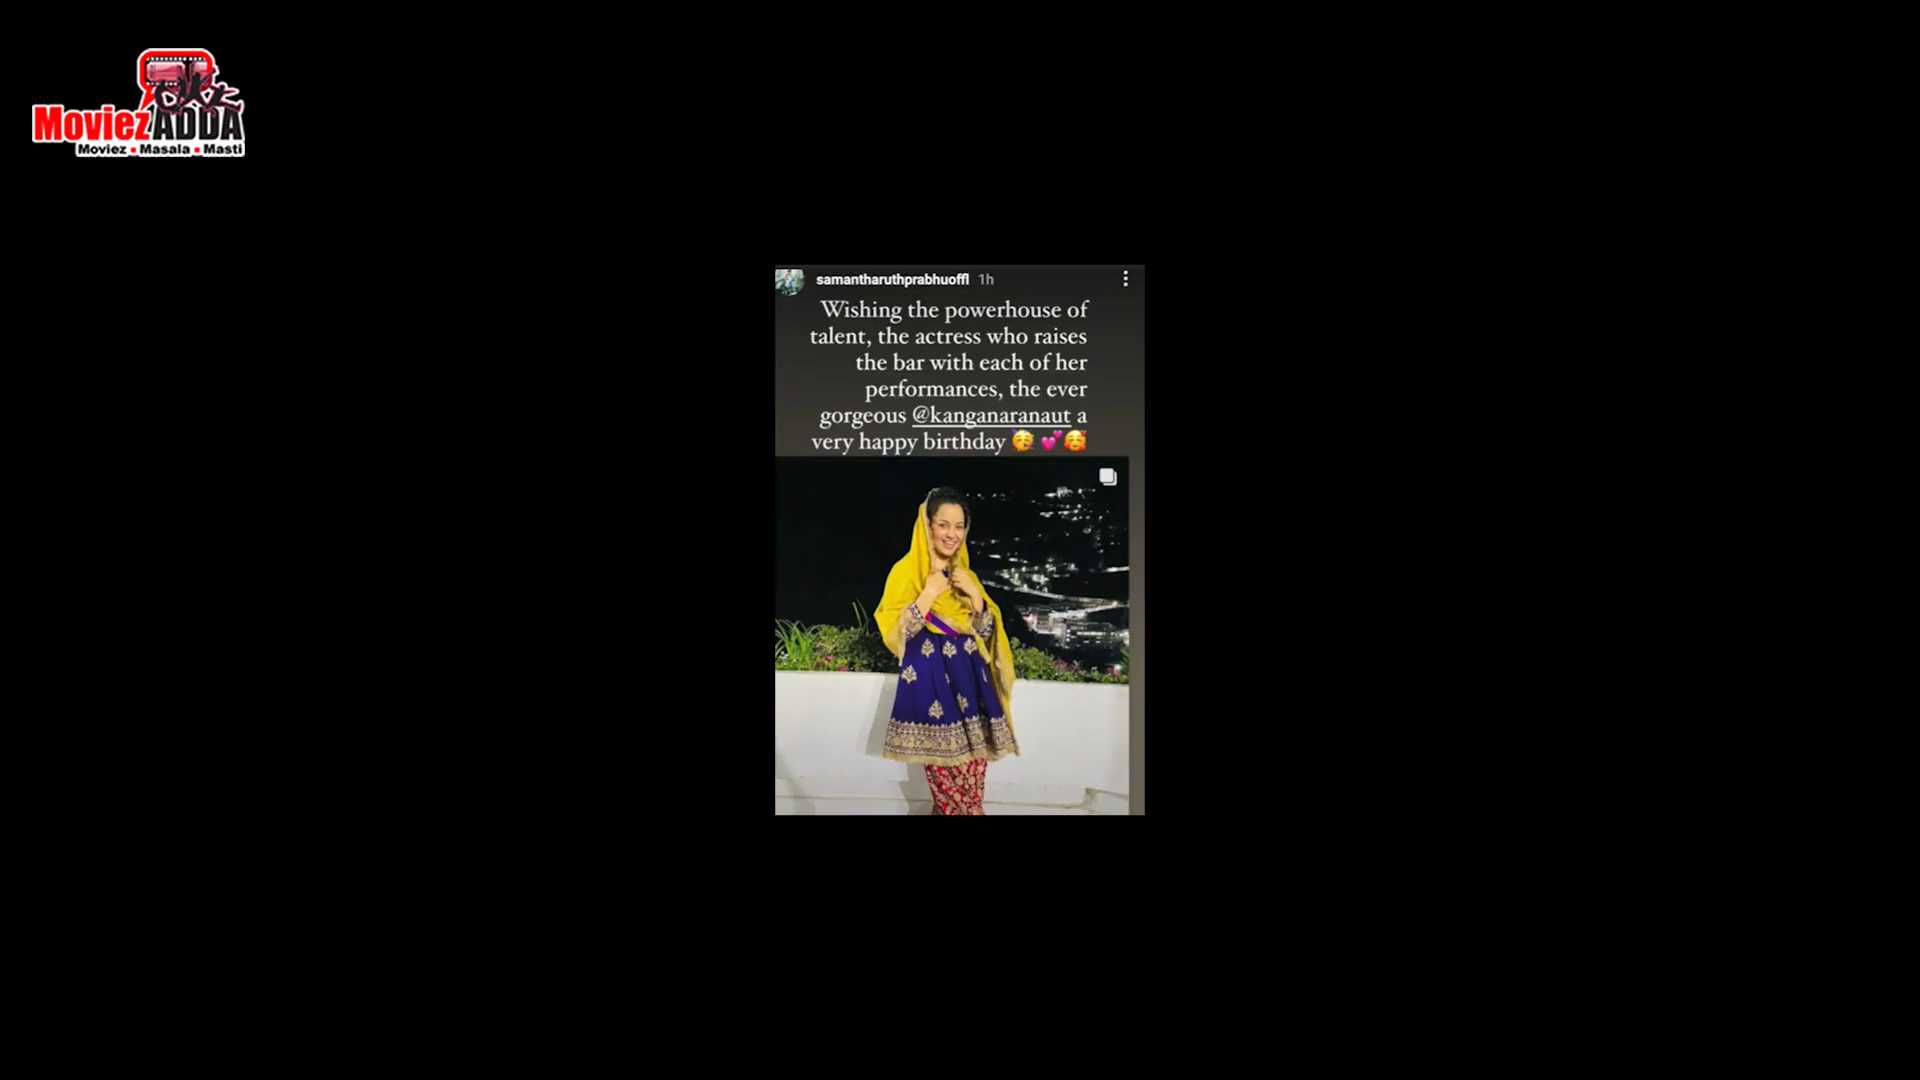 MoviezADDA
Moviez • Masala • Masti
samantharuthprabhuoffl 1h
Wishing the powerhouse of
talent, the actress who raises
the bar with each of her
performances, the ever
gorgeous @kanganaranaut a
very happy birthday 🥳 💕🥰